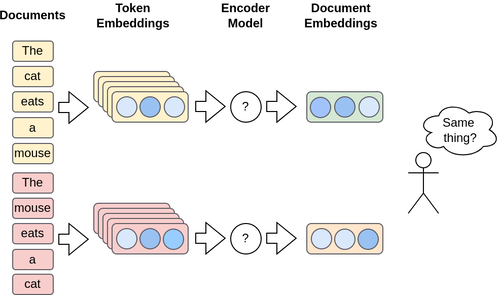 Documents
Token
Embeddings
Encoder
Model
Document
Embeddings
The
cat
eats
a
mouse
?
The
mouse
eats
a
cat
?
Same
thing?